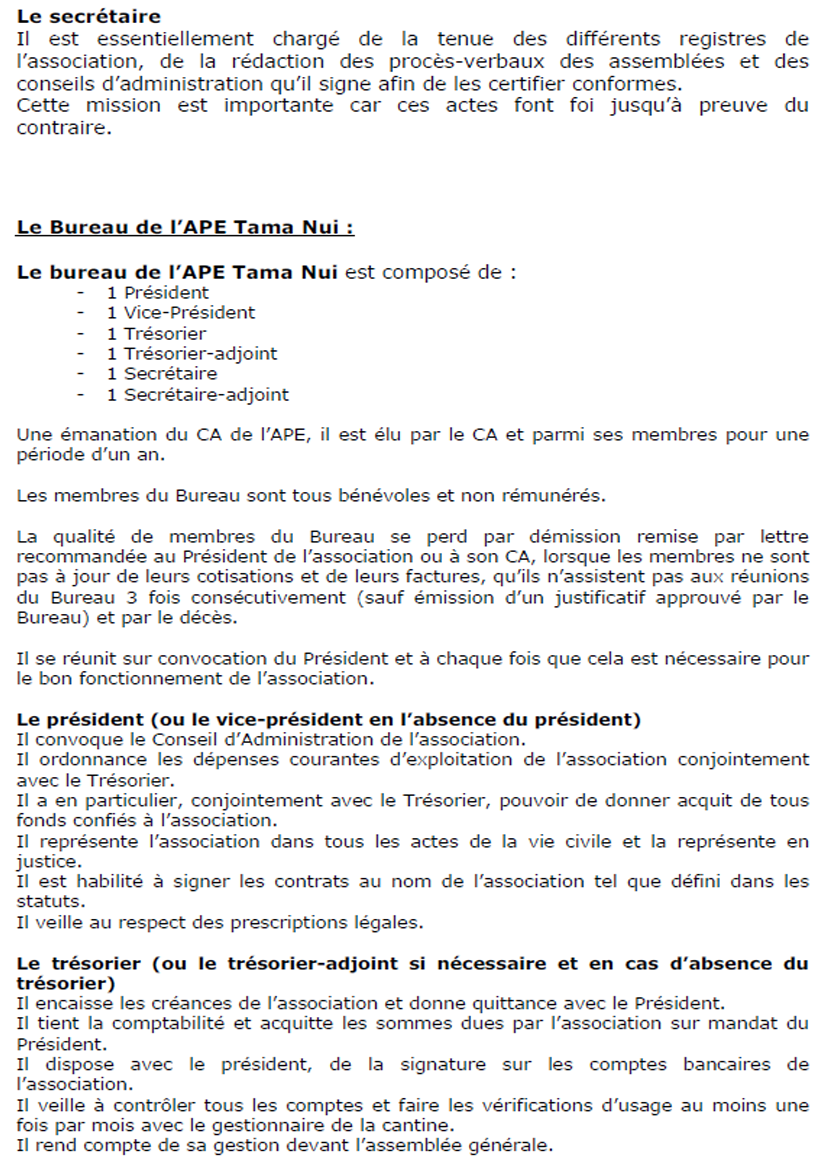 Le secrétaire
Il est essentiellement chargé de la tenue des différents registres de
l’association, de la rédaction des procès-verbaux des assemblées et des
conseils d’administration qu’il signe afin de les certifier conformes.
Cette mission est importante car ces actes font foi jusqu’à preuve du
contraire.
Le Bureau de l’APE Tama Nui :
Le bureau de l’APE Tama Nui est composé de :
- 1 Président
- 1 Vice-Président
- 1 Trésorier
- 1 Trésorier-adjoint
- 1 Secrétaire
- 1 Secrétaire-adjoint
Une émanation du CA de l’APE, il est élu par le CA et parmi ses membres pour une
période d’un an.
Les membres du Bureau sont tous bénévoles et non rémunérés.
La qualité de membres du Bureau se perd par démission remise par lettre
recommandée au Président de l’association ou à son CA, lorsque les membres ne sont
pas à jour de leurs cotisations et de leurs factures, qu’ils n’assistent pas aux réunions
du Bureau 3 fois consécutivement (sauf émission d’un justificatif approuvé par le
Bureau) et par le décès.
Il se réunit sur convocation du Président et à chaque fois que cela est nécessaire pour
le bon fonctionnement de l’association.
Le président (ou le vice-président en l’absence du président)
Il convoque le Conseil d’Administration de l’association.
Il ordonnance les dépenses courantes d’exploitation de l’association conjointement
avec le Trésorier.
Il a en particulier, conjointement avec le Trésorier, pouvoir de donner acquit de tous
fonds confiés à l’association.
Il représente l’association dans tous les actes de la vie civile et la représente en
justice.
Il est habilité à signer les contrats au nom de l’association tel que défini dans les
statuts.
Il veille au respect des prescriptions légales.
Le trésorier (ou le trésorier-adjoint si nécessaire et en cas d’absence du
trésorier)
Il encaisse les créances de l’association et donne quittance avec le Président.
Il tient la comptabilité et acquitte les sommes dues par l’association sur mandat du
Président.
Il dispose avec le président, de la signature sur les comptes bancaires de
l’association.
Il veille à contrôler tous les comptes et faire les vérifications d’usage au moins une
fois par mois avec le gestionnaire de la cantine.
Il rend compte de sa gestion devant l’assemblée générale.